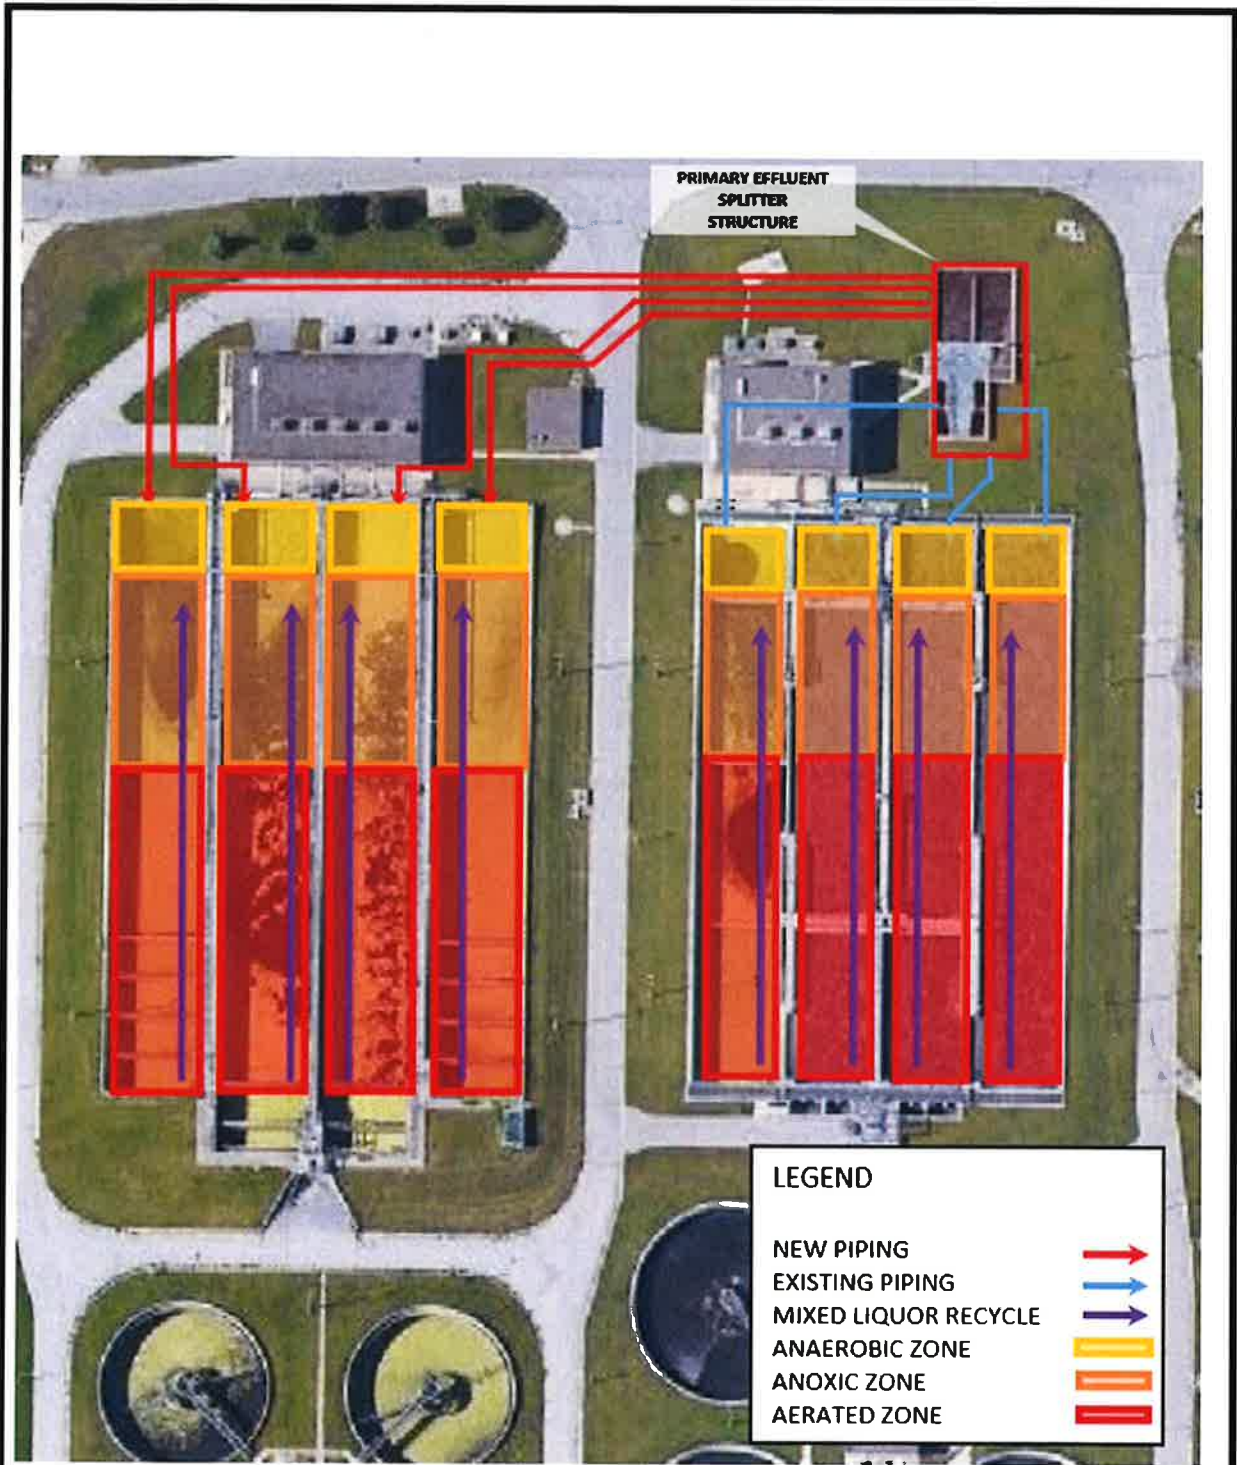 PRIMARY EFFLUENT
SPLITTER
STRUCTURE
LEGEND
NEW PIPING
EXISTING PIPING
MIXED LIQUOR RECYCLE
ANAEROBIC ZONE
ANOXIC ZONE
AERATED ZONE